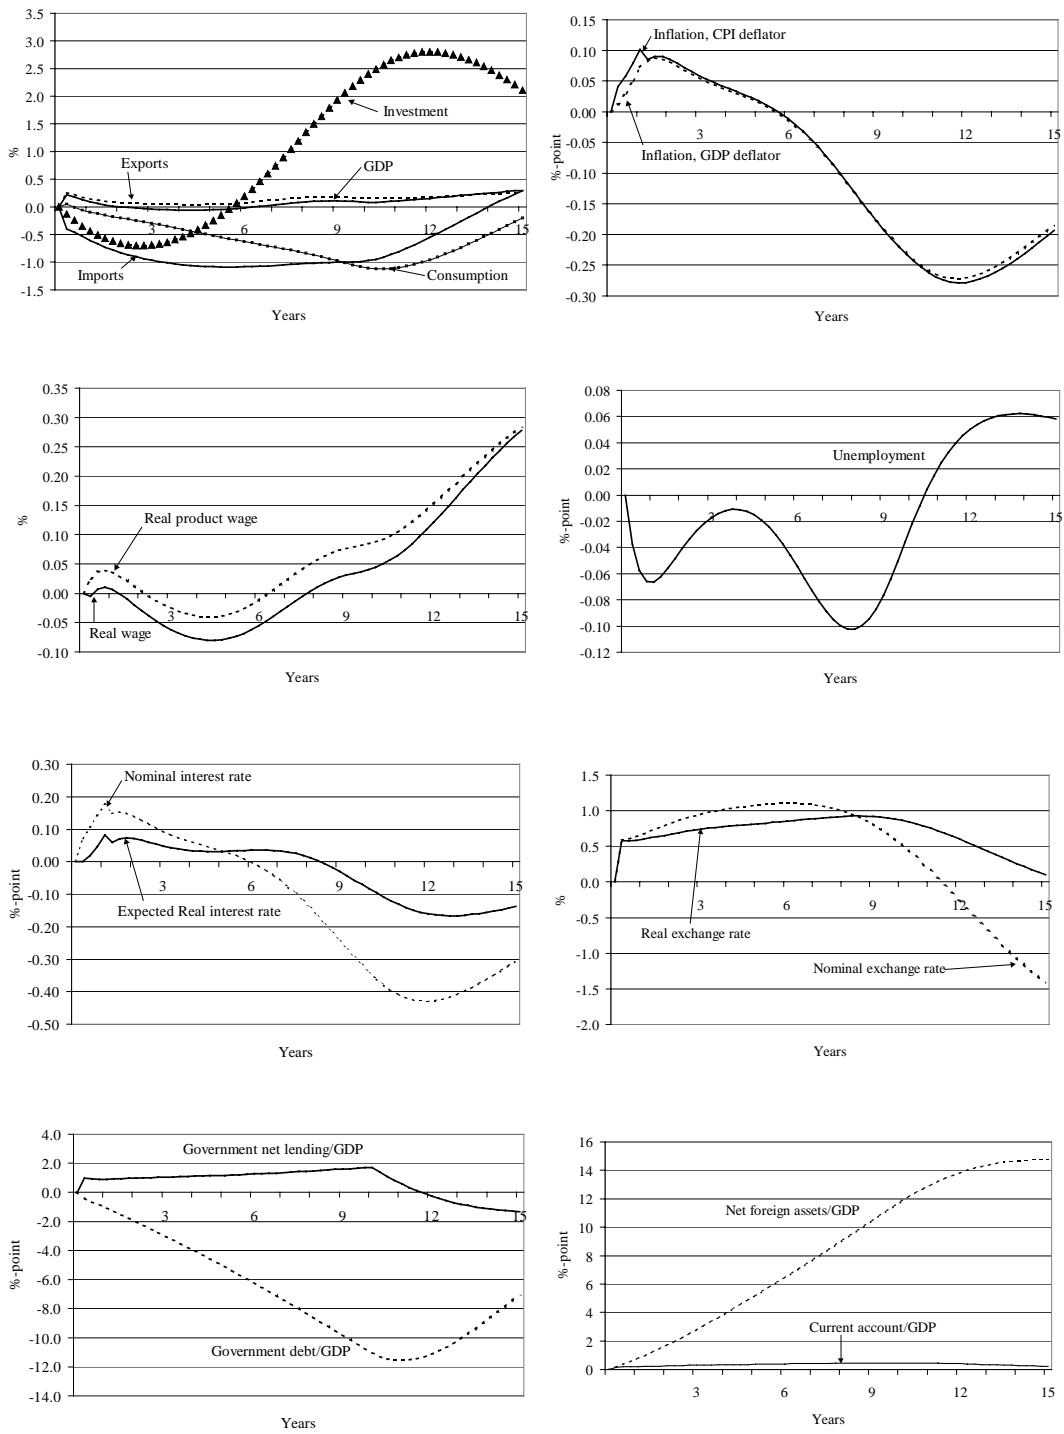 3.5
3.0
2.5
2.0
1.5
1.0
0.5
0.0
-0.5
-1.0
-1.5
%
Investment
Exports
GDP
Imports
Consumption
3 6 9 12 15
Years
0.10
0.05
0.00
-0.05
-0.10
-0.15
-0.20
-0.25
-0.30
%-point
Inflation, CPI deflator
Inflation, GDP deflator
3 6 9 12 15
Years
0.35
0.30
0.25
0.20
0.15
0.10
0.05
0.00
-0.05
-0.10
%
Real product wage
Real wage
3 6 9 12 15
Years
0.08
0.06
0.04
0.02
0.00
-0.02
-0.04
-0.06
-0.08
-0.10
-0.12
%-point
Unemployment
3 6 9 12 15
Years
0.30
0.20
0.10
0.00
-0.10
-0.20
-0.30
-0.40
-0.50
%-point
Nominal interest rate
Expected Real interest rate
3 6 9 12 15
Years
1.5
1.0
0.5
0.0
-0.5
-1.0
-1.5
-2.0
%
Real exchange rate
Nominal exchange rate
3 6 9 12 15
Years
4.0
2.0
0.0
-2.0
-4.0
-6.0
-8.0
-10.0
-12.0
-14.0
%-point
Government net lending/GDP
Government debt/GDP
3 6 9 12 15
Years
16
14
12
10
8
6
4
2
0
%-point
Net foreign assets/GDP
Current account/GDP
3 6 9 12 15
Years